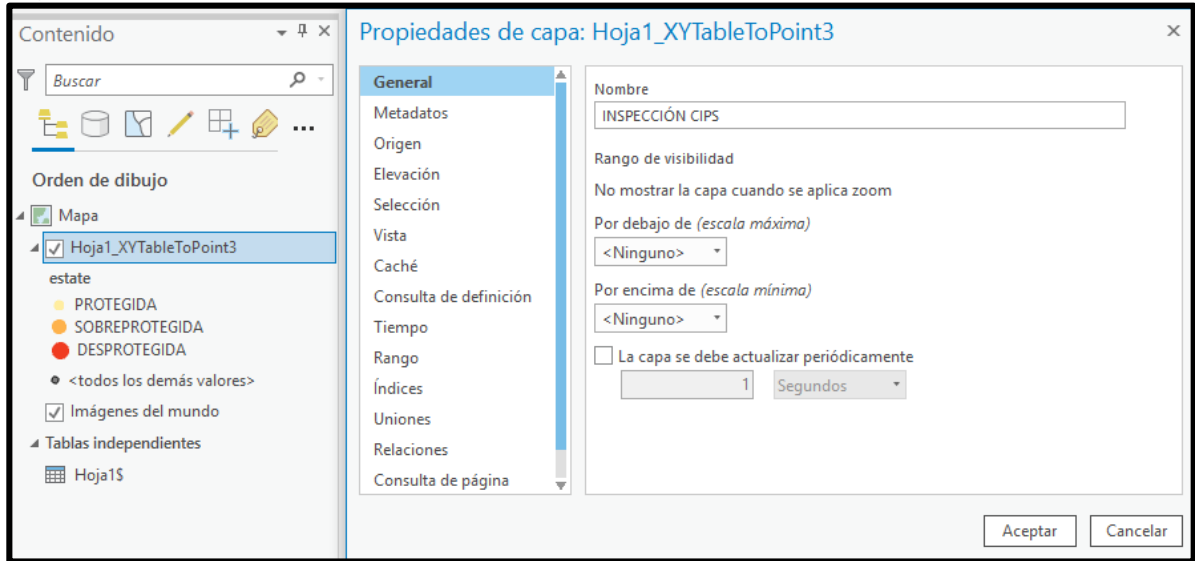 Contenido
Buscar
Orden de dibujo
Mapa
Hoja1_XYTableToPoint3
estate
PROTEGIDA
SOBREPROTEGIDA
DESPROTEGIDA
<todos los demás valores>
Imágenes del mundo
Tablas independientes
Hoja1$
Propiedades de capa: Hoja1_XYTableToPoint3
General
Metadatos
Origen
Elevación
Selección
Vista
Caché
Consulta de definición
Tiempo
Rango
Índices
Uniones
Relaciones
Consulta de página
Nombre
INSPECCIÓN CIPS
Rango de visibilidad
No mostrar la capa cuando se aplica zoom
Por debajo de (escala máxima)
<Ninguno>
Por encima de (escala mínima)
<Ninguno>
La capa se debe actualizar periódicamente
1 Segundos
Aceptar Cancelar